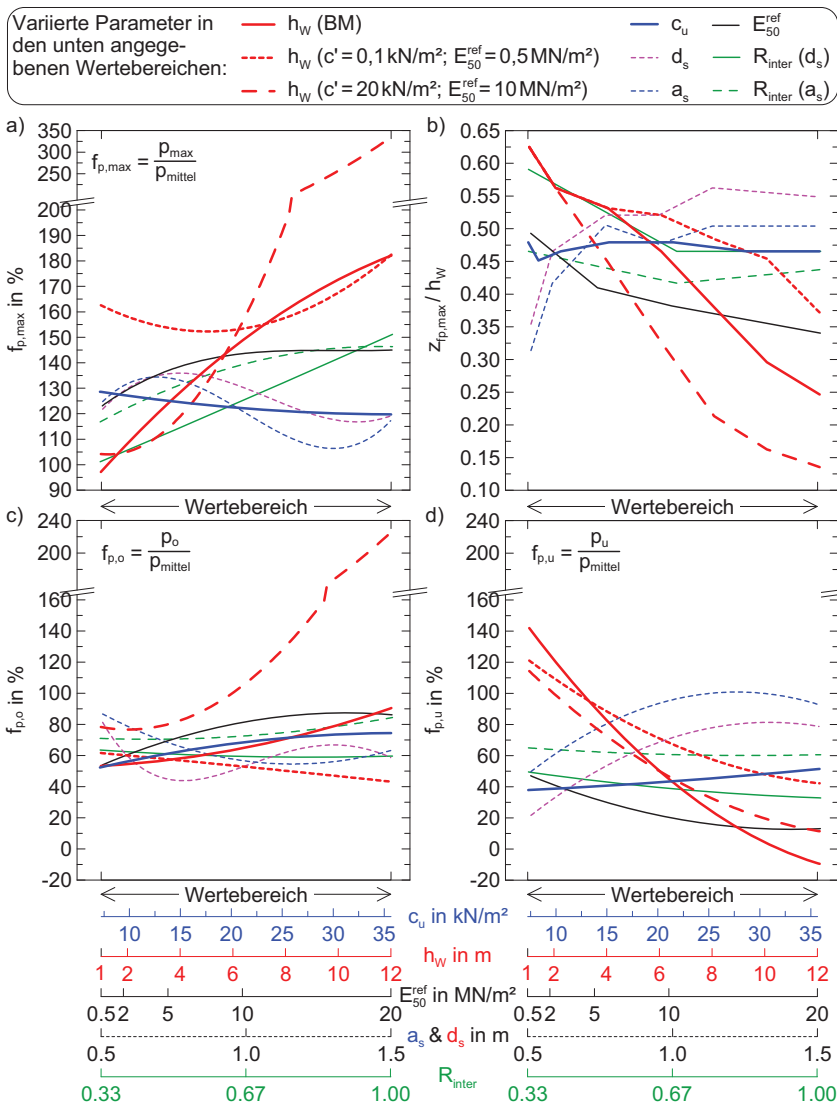 Variierte Parameter in
den unten angege-
benen Wertebereichen:
h_W (BM)
h_W (c' = 0,1 kN/m²; E_50^ref = 0,5 MN/m²)
h_W (c' = 20 kN/m²; E_50^ref = 10 MN/m²)
c_u
d_s
a_s
E_50^ref
R_inter (d_s)
R_inter (a_s)
a)
f_p,max = p_max / p_mittel
f_p,max in %
350
300
250
200
190
180
170
160
150
140
130
120
110
100
90
b)
z_fp,max / h_W
0.65
0.60
0.55
0.50
0.45
0.40
0.35
0.30
0.25
0.20
0.15
0.10
Wertebereich
Wertebereich
c)
f_p,o = p_o / p_mittel
f_p,o in %
240
200
160
140
120
100
80
60
40
20
0
-20
d)
f_p,u = p_u / p_mittel
f_p,u in %
240
200
160
140
120
100
80
60
40
20
0
-20
Wertebereich
Wertebereich
c_u in kN/m²
10 15 20 25 30 35 10 15 20 25 30 35
h_W in m
1 2 4 6 8 10 12 1 2 4 6 8 10 12
E_50^ref in MN/m²
0.5 2 5 10 20 0.5 2 5 10 20
a_s & d_s in m
0.5 1.0 1.5 0.5 1.0 1.5
R_inter
0.33 0.67 1.00 0.33 0.67 1.00